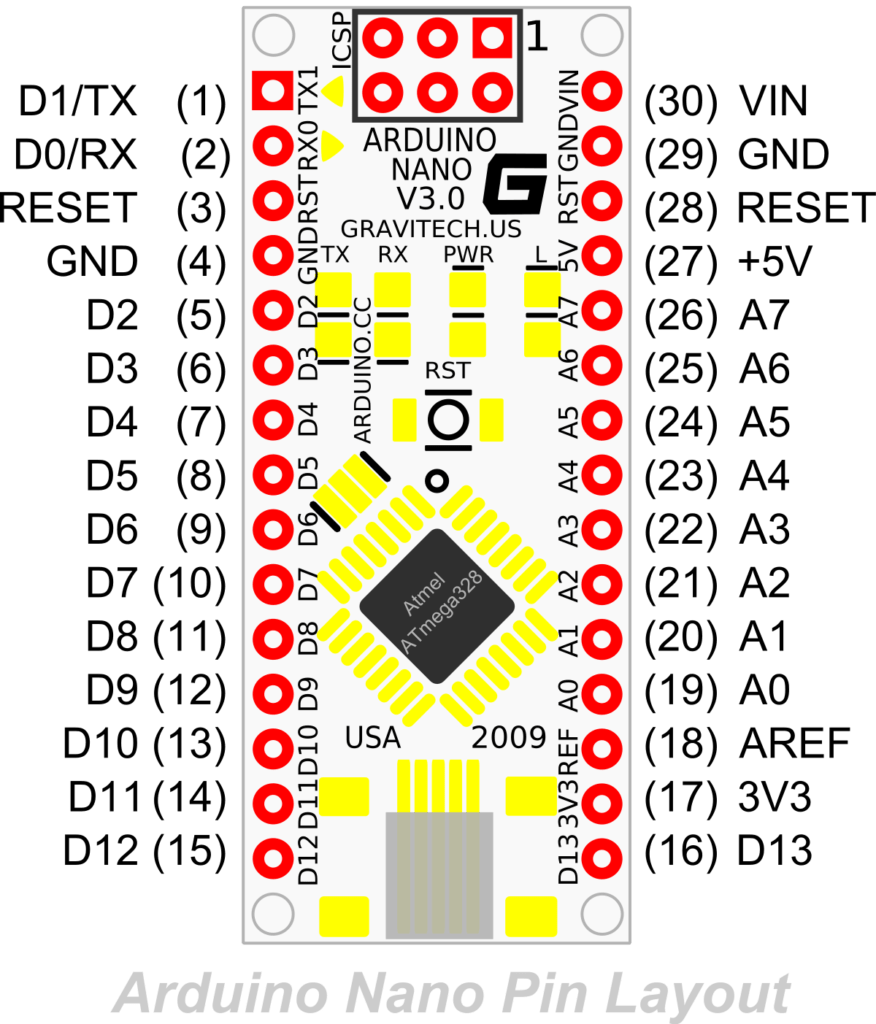 ICSP
1
D1/TX (1) TX1 VIN (30) VIN
D0/RX (2) RX0 GND (29) GND
ARDUINO
NANO
V3.0
G
RESET (3) RST RST (28) RESET
GRAVITECH.US
GND (4) GND 5V (27) +5V
TX RX PWR L
D2 (5) D2 A7 (26) A7
ARDUINO.CC
D3 (6) D3 A6 (25) A6
RST
D4 (7) D4 A5 (24) A5
D5 (8) D5 A4 (23) A4
D6 (9) D6 A3 (22) A3
D7 (10) D7 A2 (21) A2
Atmel
ATmega328
D8 (11) D8 A1 (20) A1
D9 (12) D9 A0 (19) A0
USA 2009
D10 (13) D10 REF (18) AREF
D11 (14) D11 3V3 (17) 3V3
D12 (15) D12 D13 (16) D13
Arduino Nano Pin Layout